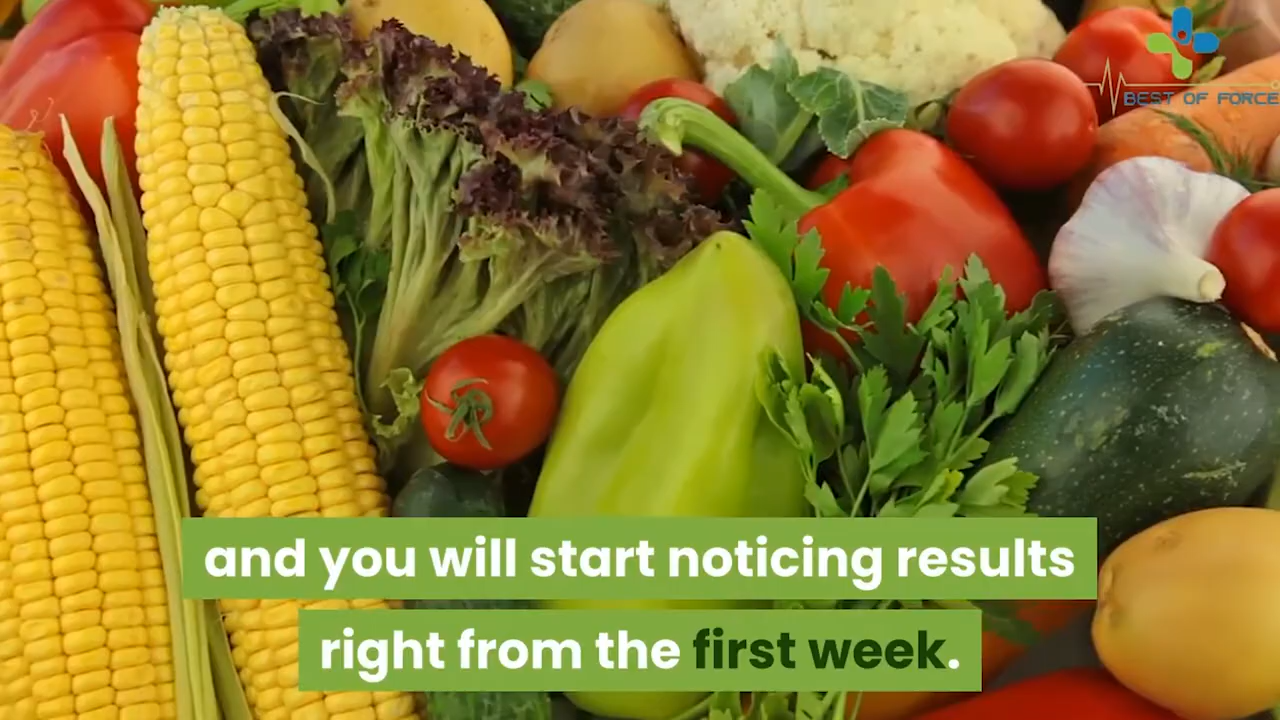 BEST OF FORCE
and you will start noticing results
right from the first week.